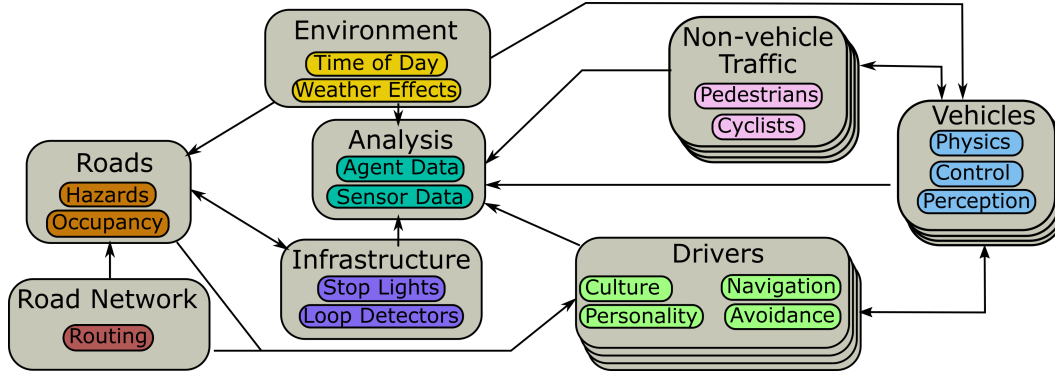 Environment
Time of Day
Weather Effects
Non-vehicle
Traffic
Pedestrians
Cyclists
Vehicles
Physics
Control
Perception
Analysis
Agent Data
Sensor Data
Roads
Hazards
Occupancy
Infrastructure
Stop Lights
Loop Detectors
Drivers
Culture
Navigation
Personality
Avoidance
Road Network
Routing